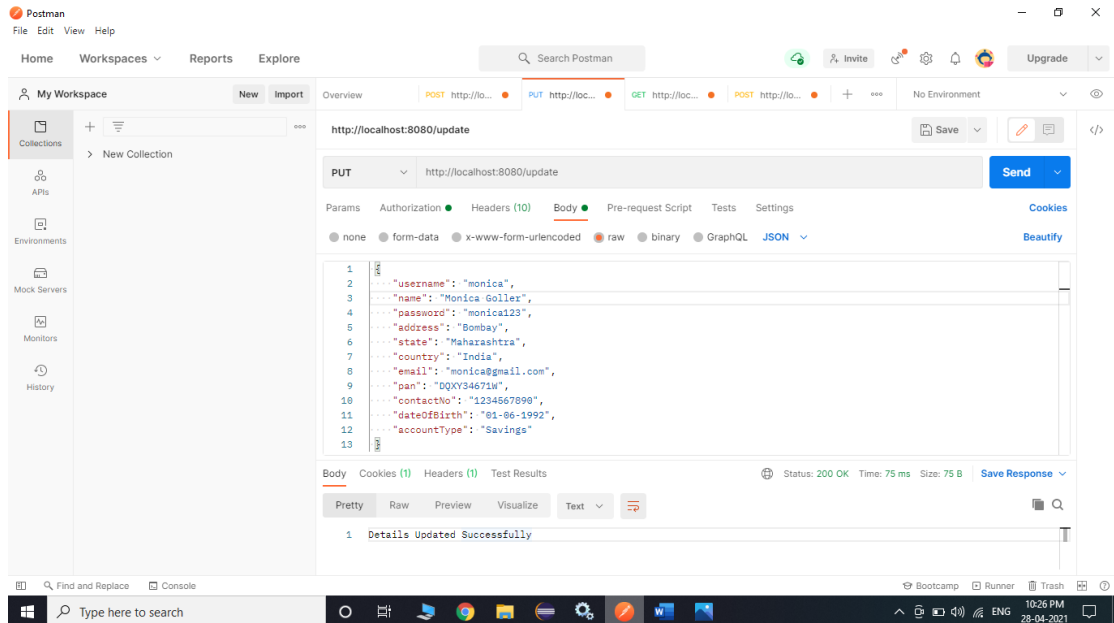 Postman
File Edit View Help
Home Workspaces Reports Explore Search Postman Invite Upgrade
My Workspace New Import Overview POST http://lo... PUT http://loc... GET http://loc... POST http://lo... No Environment
Collections
New Collection
APIs
Environments
Mock Servers
Monitors
History
http://localhost:8080/update Save
PUT http://localhost:8080/update Send
Params Authorization Headers (10) Body Pre-request Script Tests Settings Cookies
none form-data x-www-form-urlencoded raw binary GraphQL JSON Beautify
1 {
2 "username": "monica",
3 "name": "Monica Goller",
4 "password": "monica123",
5 "address": "Bombay",
6 "state": "Maharashtra",
7 "country": "India",
8 "email": "monica@gmail.com",
9 "pan": "DQXY34671W",
10 "contactNo": "1234567890",
11 "dateOfBirth": "01-06-1992",
12 "accountType": "Savings"
13 }
Body Cookies (1) Headers (1) Test Results Status: 200 OK Time: 75 ms Size: 75 B Save Response
Pretty Raw Preview Visualize Text
1 Details Updated Successfully
Find and Replace Console Bootcamp Runner Trash
Type here to search ENG 10:26 PM
28-04-2021